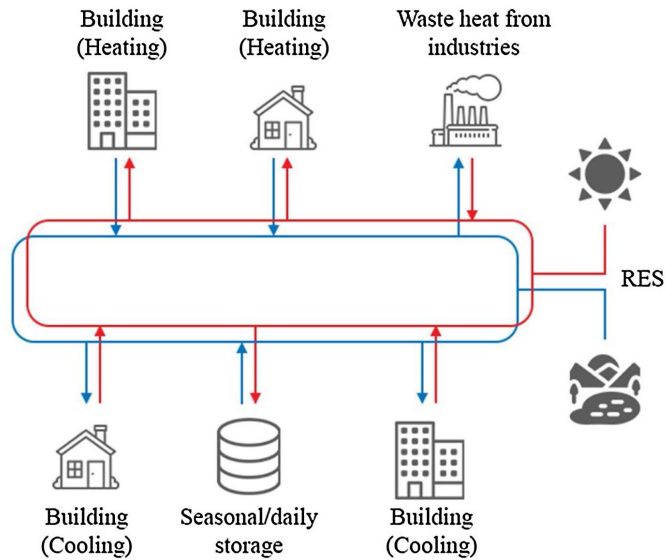 Building
(Heating)
Building
(Heating)
Waste heat from
industries
RES
Building
(Cooling)
Seasonal/daily
storage
Building
(Cooling)